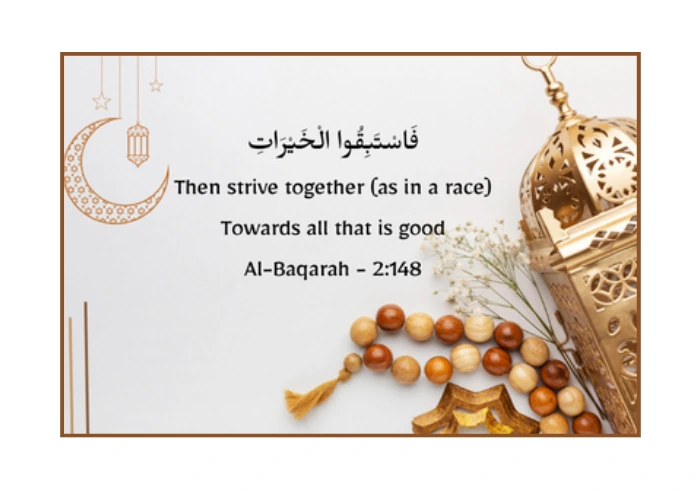 فَاسْتَبِقُوا الْخَيْرَاتِ
Then strive together (as in a race)
Towards all that is good
Al-Baqarah - 2:148